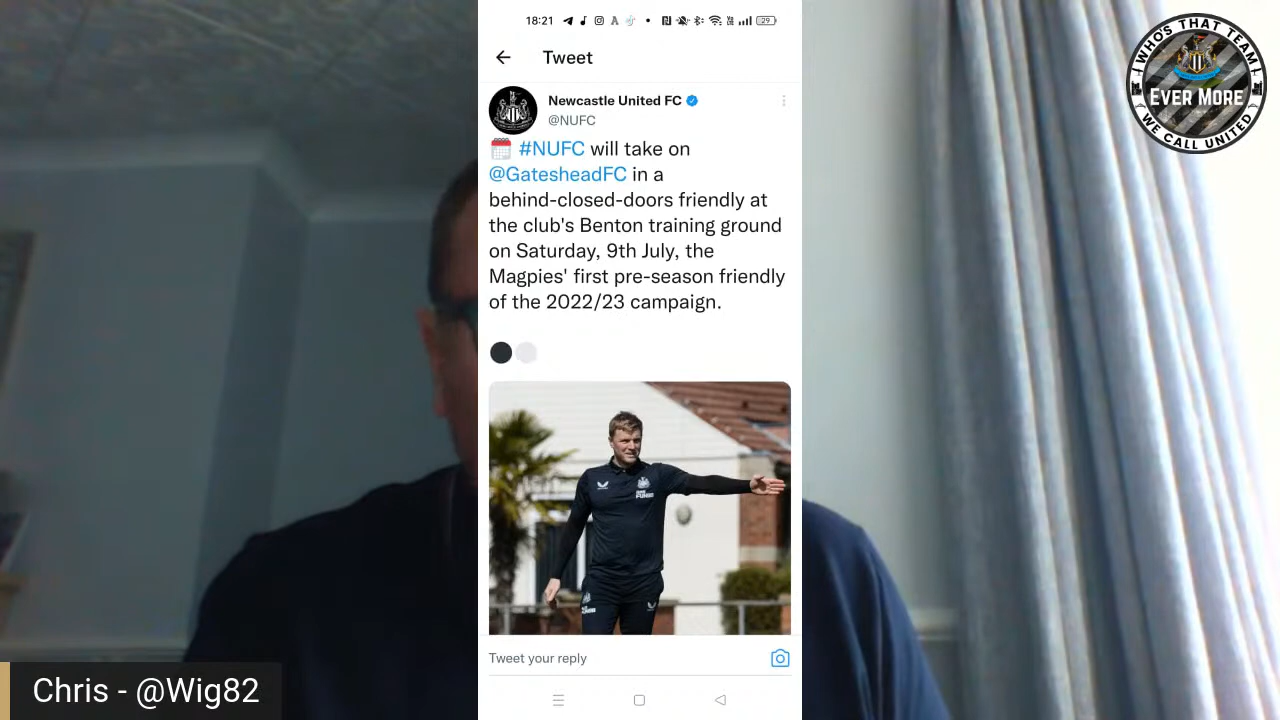 18:21
29
Tweet
Newcastle United FC
@NUFC
#NUFC will take on
@GatesheadFC in a
behind-closed-doors friendly at
the club's Benton training ground
on Saturday, 9th July, the
Magpies' first pre-season friendly
of the 2022/23 campaign.
Tweet your reply
WHO'S THAT TEAM
EVER MORE
WE CALL UNITED
Chris - @Wig82